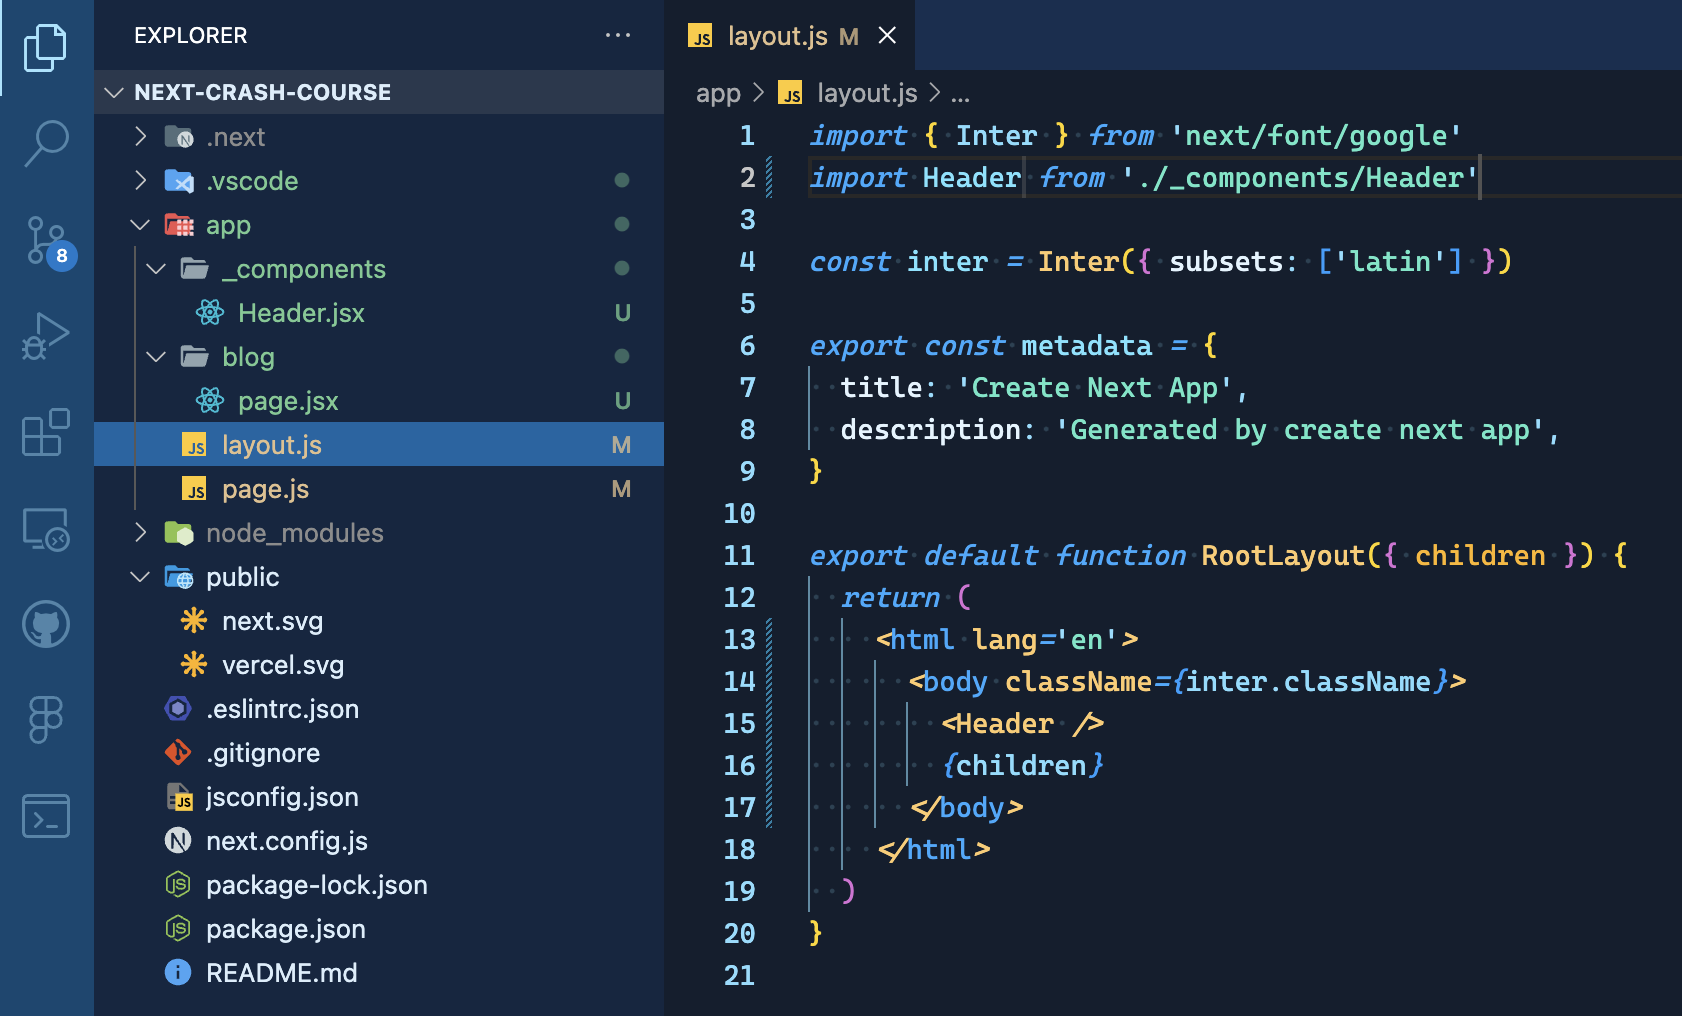 EXPLORER
NEXT-CRASH-COURSE
.next
.vscode
app
_components
Header.jsx U
blog
page.jsx U
layout.js M
page.js M
node_modules
public
next.svg
vercel.svg
.eslintrc.json
.gitignore
jsconfig.json
next.config.js
package-lock.json
package.json
README.md
8
JS layout.js M
app > JS layout.js > ...
1 import { Inter } from 'next/font/google'
2 import Header from './_components/Header'
3
4 const inter = Inter({ subsets: ['latin'] })
5
6 export const metadata = {
7 title: 'Create Next App',
8 description: 'Generated by create next app',
9 }
10
11 export default function RootLayout({ children }) {
12 return (
13 <html lang='en'>
14 <body className={inter.className}>
15 <Header />
16 {children}
17 </body>
18 </html>
19 )
20 }
21